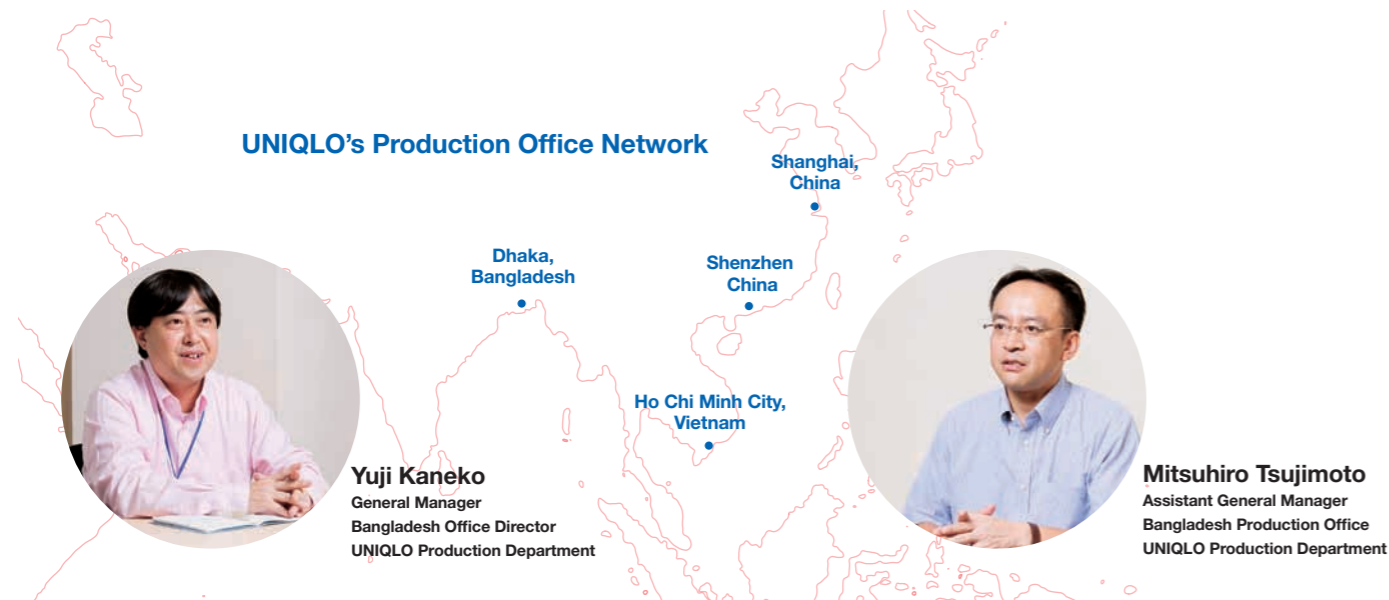 UNIQLO's Production Office Network
Shanghai,
China
Dhaka,
Bangladesh
Shenzhen
China
Ho Chi Minh City,
Vietnam
Yuji Kaneko
General Manager
Bangladesh Office Director
UNIQLO Production Department
Mitsuhiro Tsujimoto
Assistant General Manager
Bangladesh Production Office
UNIQLO Production Department